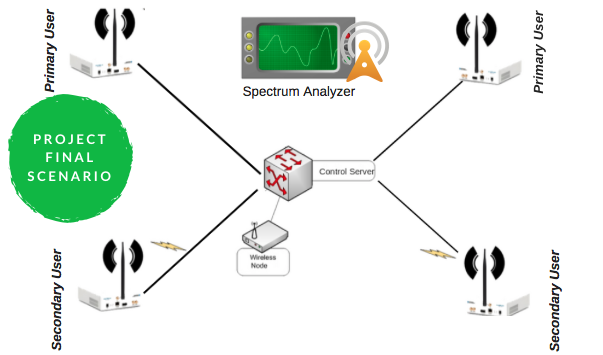 Primary User
Spectrum Analyzer
Primary User
PROJECT
FINAL
SCENARIO
Control Server
Wireless
Node
Secondary User
Secondary User